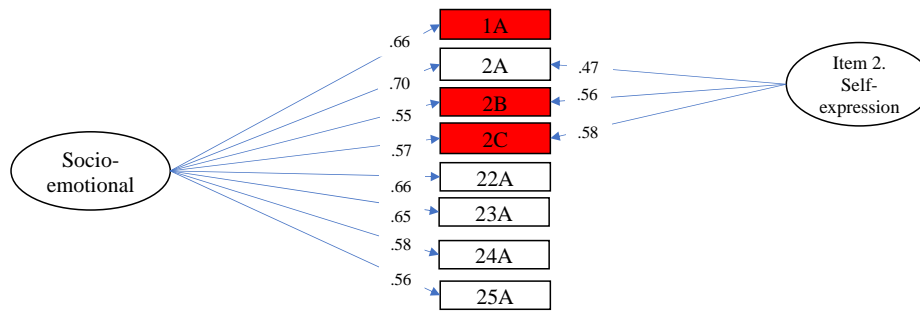 1A
.66
2A
.47
Item 2.
Self-
expression
.70
2B
.56
.55
2C
.58
.57
Socio-
emotional
22A
.66
23A
.65
24A
.58
.56
25A